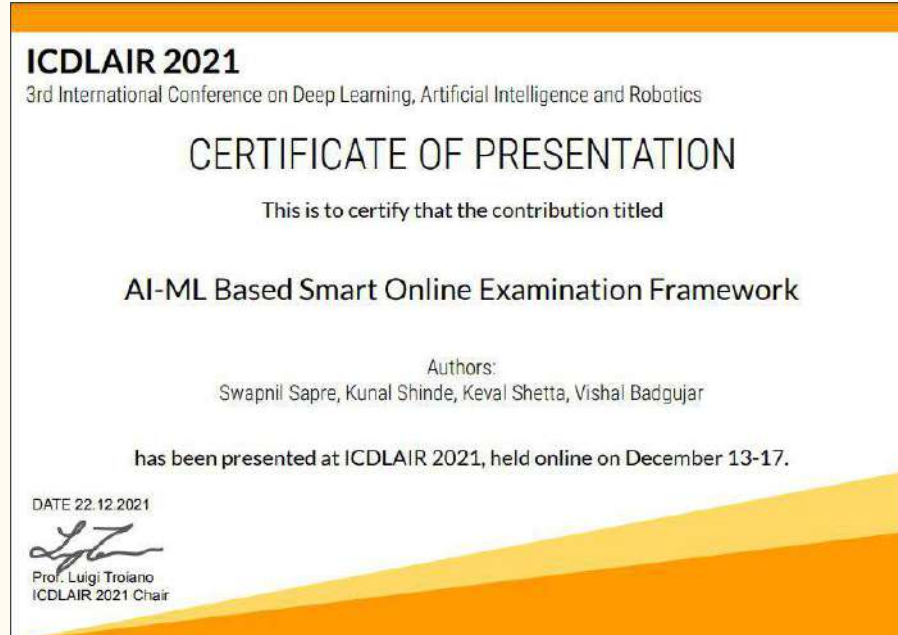 ICDLAIR 2021
3rd International Conference on Deep Learning, Artificial Intelligence and Robotics
CERTIFICATE OF PRESENTATION
This is to certify that the contribution titled
AI-ML Based Smart Online Examination Framework
Authors:
Swapnil Sapre, Kunal Shinde, Keval Shetta, Vishal Badgujar
has been presented at ICDLAIR 2021, held online on December 13-17.
DATE 22.12.2021
Prof. Luigi Troiano
ICDLAIR 2021 Chair